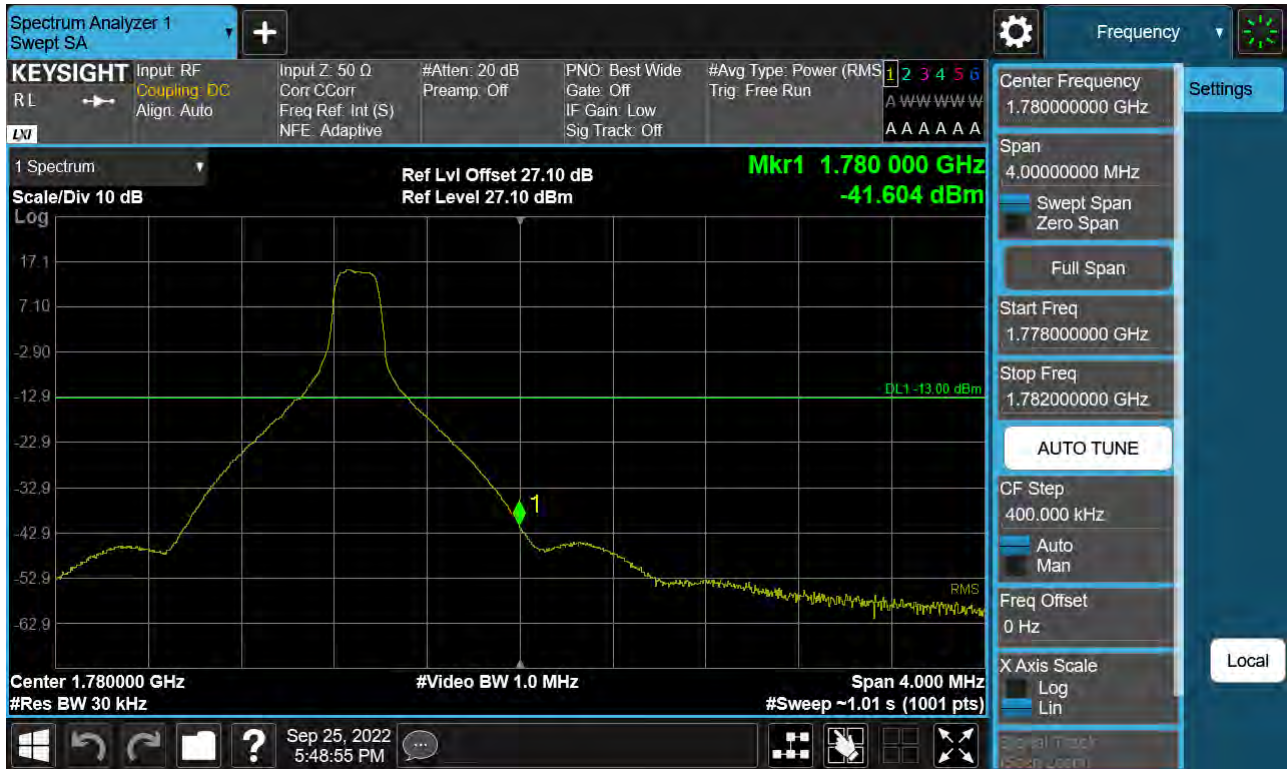 Spectrum Analyzer 1
Swept SA
Frequency
KEYSIGHT
RL
LXI
Input: RF
Coupling: DC
Align: Auto
Input Z: 50 Ω
Corr CCorr
Freq Ref: Int (S)
NFE: Adaptive
#Atten: 20 dB
Preamp: Off
PNO: Best Wide
Gate: Off
IF Gain: Low
Sig Track: Off
#Avg Type: Power (RMS
Trig: Free Run
1 2 3 4 5 6
A W W W W W
A A A A A A
1 Spectrum
Scale/Div 10 dB
Ref Lvl Offset 27.10 dB
Ref Level 27.10 dBm
Mkr1 1.780 000 GHz
-41.604 dBm
Log
17.1
7.10
-2.90
-12.9
-22.9
-32.9
-42.9
-52.9
-62.9
DL1 -13.00 dBm
1
RMS
Center 1.780000 GHz
#Res BW 30 kHz
#Video BW 1.0 MHz
Span 4.000 MHz
#Sweep ~1.01 s (1001 pts)
Center Frequency
1.780000000 GHz
Settings
Span
4.00000000 MHz
Swept Span
Zero Span
Full Span
Start Freq
1.778000000 GHz
Stop Freq
1.782000000 GHz
AUTO TUNE
CF Step
400.000 kHz
Auto
Man
Freq Offset
0 Hz
X Axis Scale
Log
Lin
Local
Signal Track
(Span Zoom)
?
Sep 25, 2022
5:48:55 PM